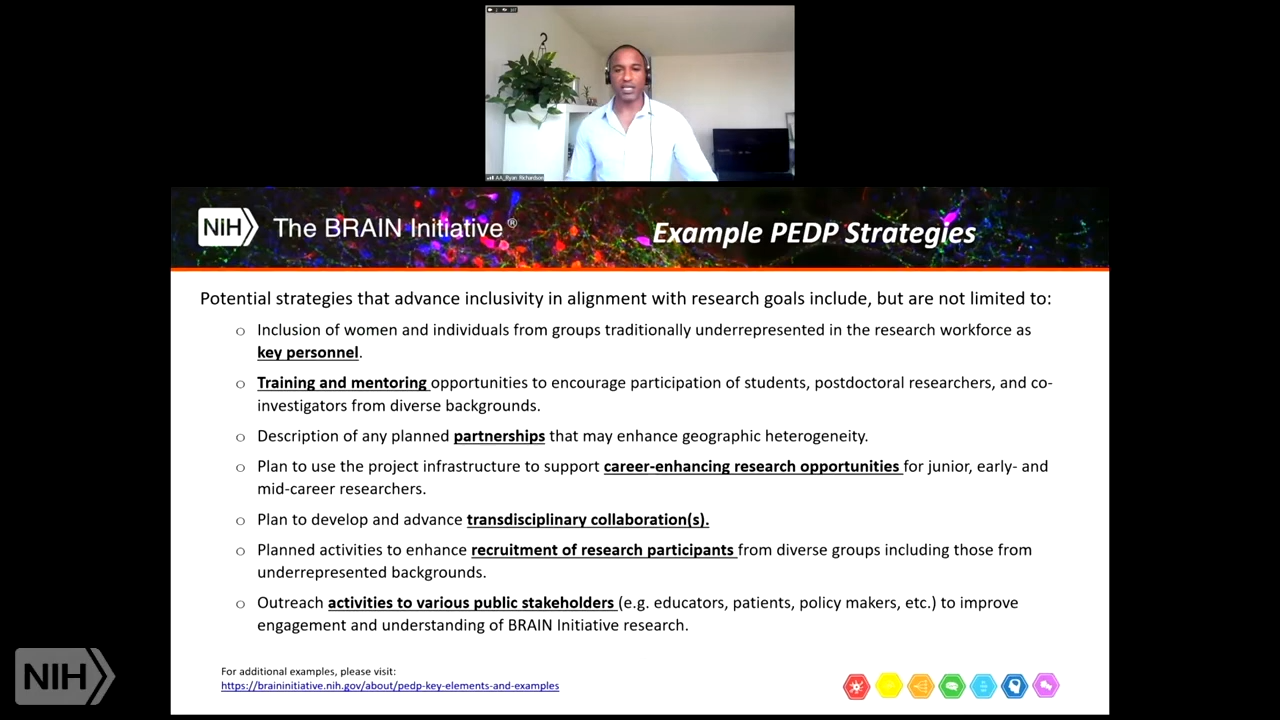 AA_Ryan Richardson
NIH The BRAIN Initiative®
Example PEDP Strategies
Potential strategies that advance inclusivity in alignment with research goals include, but are not limited to:
○ Inclusion of women and individuals from groups traditionally underrepresented in the research workforce as
key personnel.
○ Training and mentoring opportunities to encourage participation of students, postdoctoral researchers, and co-
investigators from diverse backgrounds.
○ Description of any planned partnerships that may enhance geographic heterogeneity.
○ Plan to use the project infrastructure to support career-enhancing research opportunities for junior, early- and
mid-career researchers.
○ Plan to develop and advance transdisciplinary collaboration(s).
○ Planned activities to enhance recruitment of research participants from diverse groups including those from
underrepresented backgrounds.
○ Outreach activities to various public stakeholders (e.g. educators, patients, policy makers, etc.) to improve
engagement and understanding of BRAIN Initiative research.
For additional examples, please visit:
https://braininitiative.nih.gov/about/pedp-key-elements-and-examples
NIH